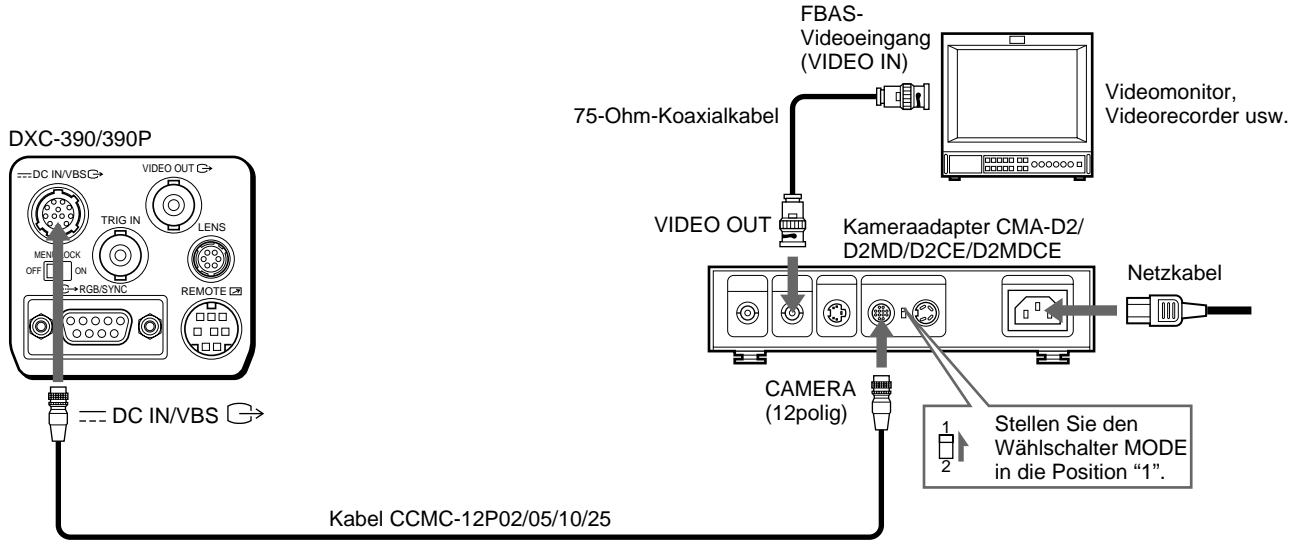 FBAS-
Videoeingang
(VIDEO IN)
75-Ohm-Koaxialkabel
Videomonitor,
Videorecorder usw.
DXC-390/390P
DC IN/VBS
VIDEO OUT
TRIG IN
LENS
MENU LOCK
OFF ON
RGB/SYNC
REMOTE
VIDEO OUT
Kameraadapter CMA-D2/
D2MD/D2CE/D2MDCE
Netzkabel
CAMERA
(12polig)
DC IN/VBS
1
2
Stellen Sie den
Wählschalter MODE
in die Position “1”.
Kabel CCMC-12P02/05/10/25